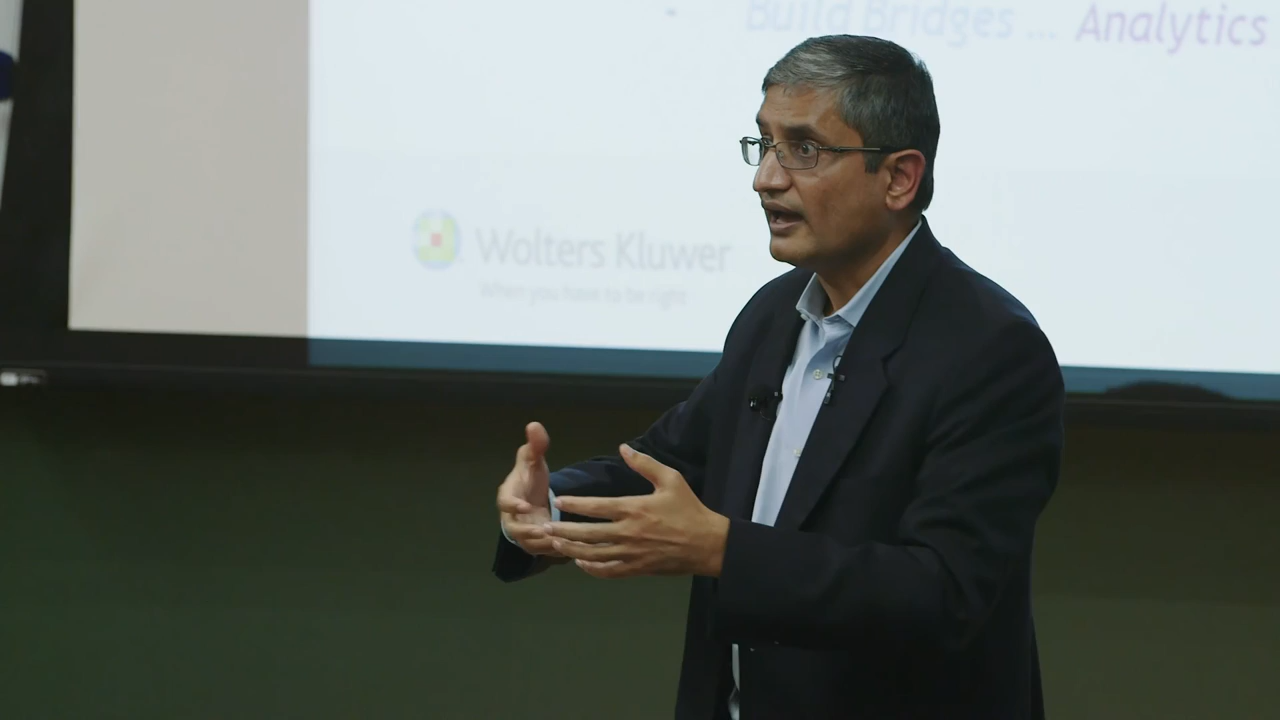 Build Bridges ... Analytics
Wolters Kluwer
When you have to be right